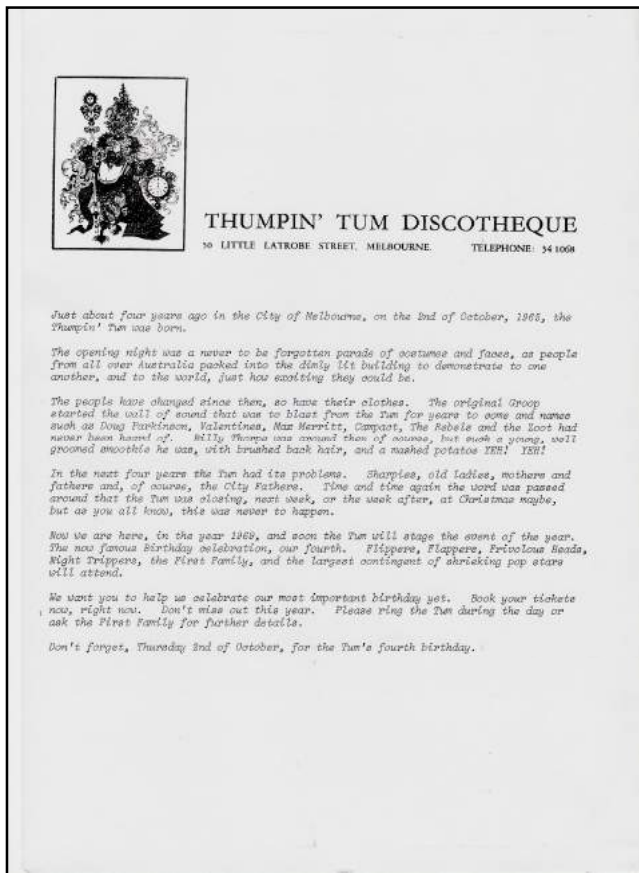 THUMPIN' TUM DISCOTHEQUE
50 LITTLE LATROBE STREET, MELBOURNE. TELEPHONE: 34 1068
Just about four years ago in the City of Melbourne, on the 2nd of October, 1965, the
Thumpin' Tum was born.
The opening night was a never to be forgotten parade of costumes and faces, as people
from all over Australia packed into the dimly lit building to demonstrate to one
another, and to the world, just how exciting they could be.
The people have changed since then, so have their clothes. The original Groop
started the wall of sound that was to blast from the Tum for years to come and names
such as Doug Parkinson, Valentines, Max Merritt, Compact, The Rebels and the Zoot had
never been heard of. Billy Thorpe was around then of course, but such a young, well
groomed smoothie he was, with brushed back hair, and a mashed potatoe YEH! YEH!
In the next four years the Tum had its problems. Sharpies, old ladies, mothers and
fathers and, of course, the City Fathers. Time and time again the word was passed
around that the Tum was closing, next week, or the week after, at Christmas maybe,
but as you all know, this was never to happen.
Now we are here, in the year 1969, and soon the Tum will stage the event of the year.
The now famous Birthday celebration, our fourth. Flippers, Flappers, Frivolous Heads,
Night Trippers, the First Family, and the largest contingent of shrieking pop stars
will attend.
We want you to help us celebrate our most important birthday yet. Book your tickets
now, right now. Don't miss out this year. Please ring the Tum during the day or
ask the First Family for further details.
Don't forget, Thursday 2nd of October, for the Tum's fourth birthday.